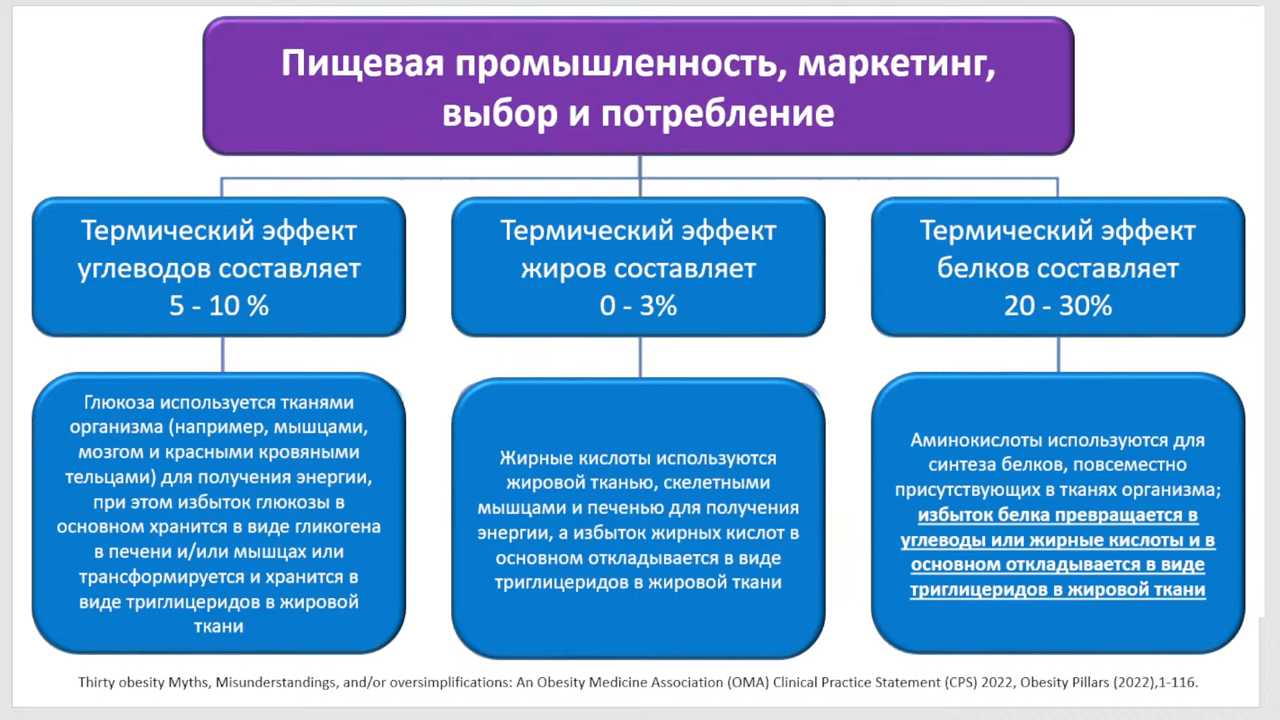 Пищевая промышленность, маркетинг,
выбор и потребление
Термический эффект
углеводов составляет
5 - 10 %
Термический эффект
жиров составляет
0 - 3%
Термический эффект
белков составляет
20 - 30%
Глюкоза используется тканями
организма (например, мышцами,
мозгом и красными кровяными
тельцами) для получения энергии,
при этом избыток глюкозы в
основном хранится в виде гликогена
в печени и/или мышцах или
трансформируется и хранится в
виде триглицеридов в жировой
ткани
Жирные кислоты используются
жировой тканью, скелетными
мышцами и печенью для получения
энергии, а избыток жирных кислот в
основном откладывается в виде
триглицеридов в жировой ткани
Аминокислоты используются для
синтеза белков, повсеместно
присутствующих в тканях организма;
избыток белка превращается в
углеводы или жирные кислоты и в
основном откладывается в виде
триглицеридов в жировой ткани
Thirty obesity Myths, Misunderstandings, and/or oversimplifications: An Obesity Medicine Association (OMA) Clinical Practice Statement (CPS) 2022, Obesity Pillars (2022),1-116.